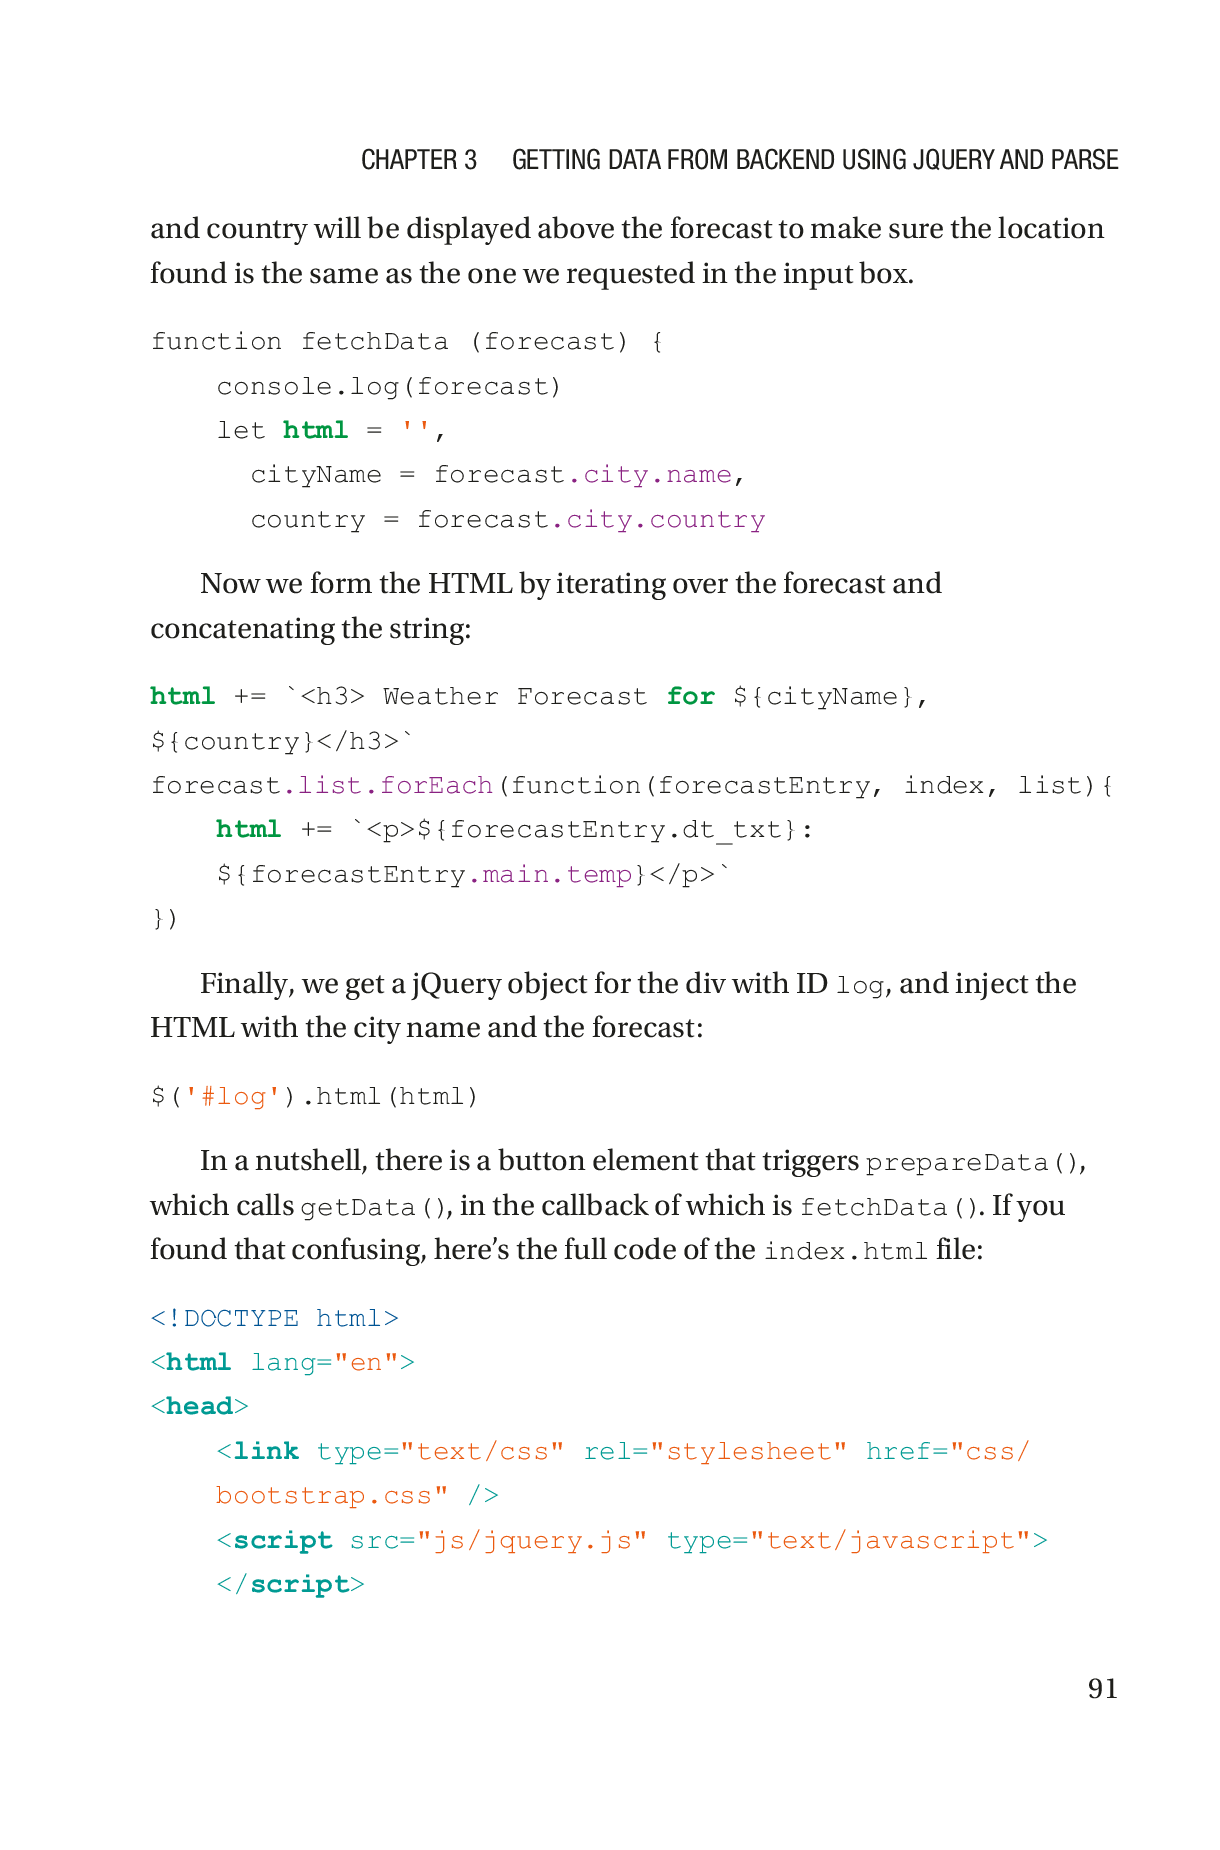 CHAPTER 3 GETTING DATA FROM BACKEND USING JQUERY AND PARSE
and country will be displayed above the forecast to make sure the location
found is the same as the one we requested in the input box.
function fetchData (forecast) {
    console.log(forecast)
    let html = '',
      cityName = forecast.city.name,
      country = forecast.city.country
Now we form the HTML by iterating over the forecast and
concatenating the string:
html += `<h3> Weather Forecast for ${cityName},
${country}</h3>`
forecast.list.forEach(function(forecastEntry, index, list){
    html += `<p>${forecastEntry.dt_txt}:
    ${forecastEntry.main.temp}</p>`
})
Finally, we get a jQuery object for the div with ID log, and inject the
HTML with the city name and the forecast:
$('#log').html(html)
In a nutshell, there is a button element that triggers prepareData(),
which calls getData(), in the callback of which is fetchData(). If you
found that confusing, here’s the full code of the index.html file:
<!DOCTYPE html>
<html lang="en">
<head>
    <link type="text/css" rel="stylesheet" href="css/
    bootstrap.css" />
    <script src="js/jquery.js" type="text/javascript">
    </script>
91